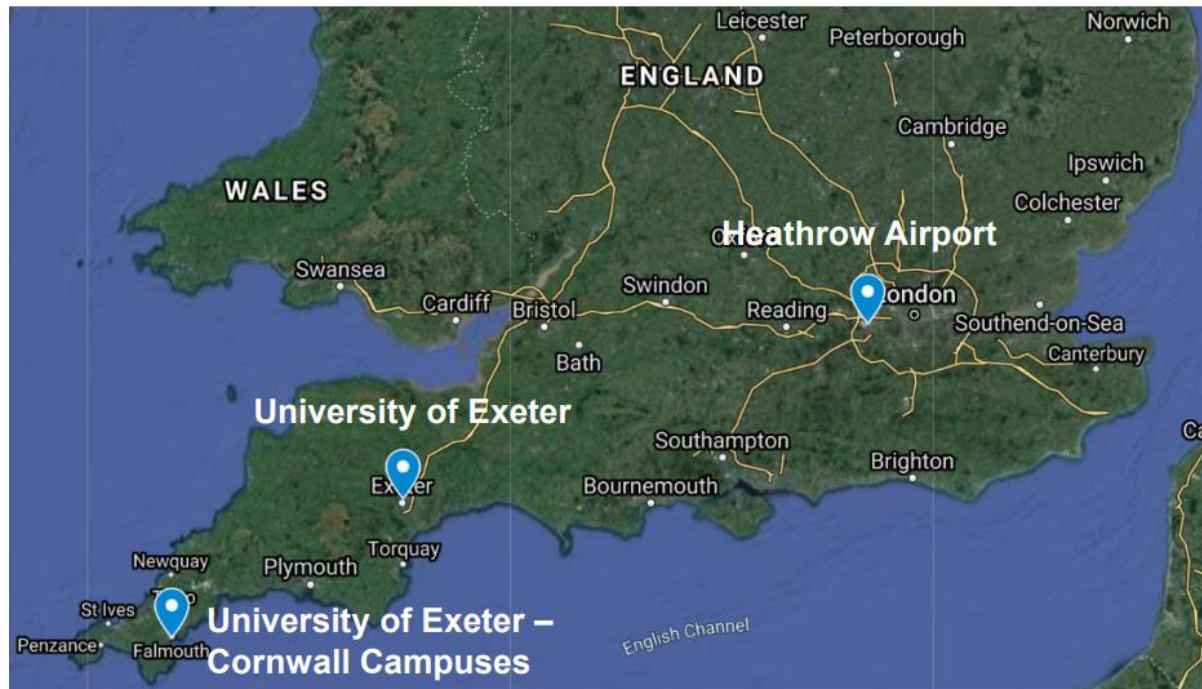 Leicester
Norwich
Peterborough
ENGLAND
Cambridge
Ipswich
WALES
Colchester
Heathrow Airport
Swansea
Swindon
London
Cardiff
Bristol
Reading
Southend-on-Sea
Bath
Canterbury
University of Exeter
Southampton
Brighton
Exeter
Bournemouth
Torquay
Newquay
Plymouth
St Ives
University of Exeter –
Cornwall Campuses
Penzance
Falmouth
English Channel